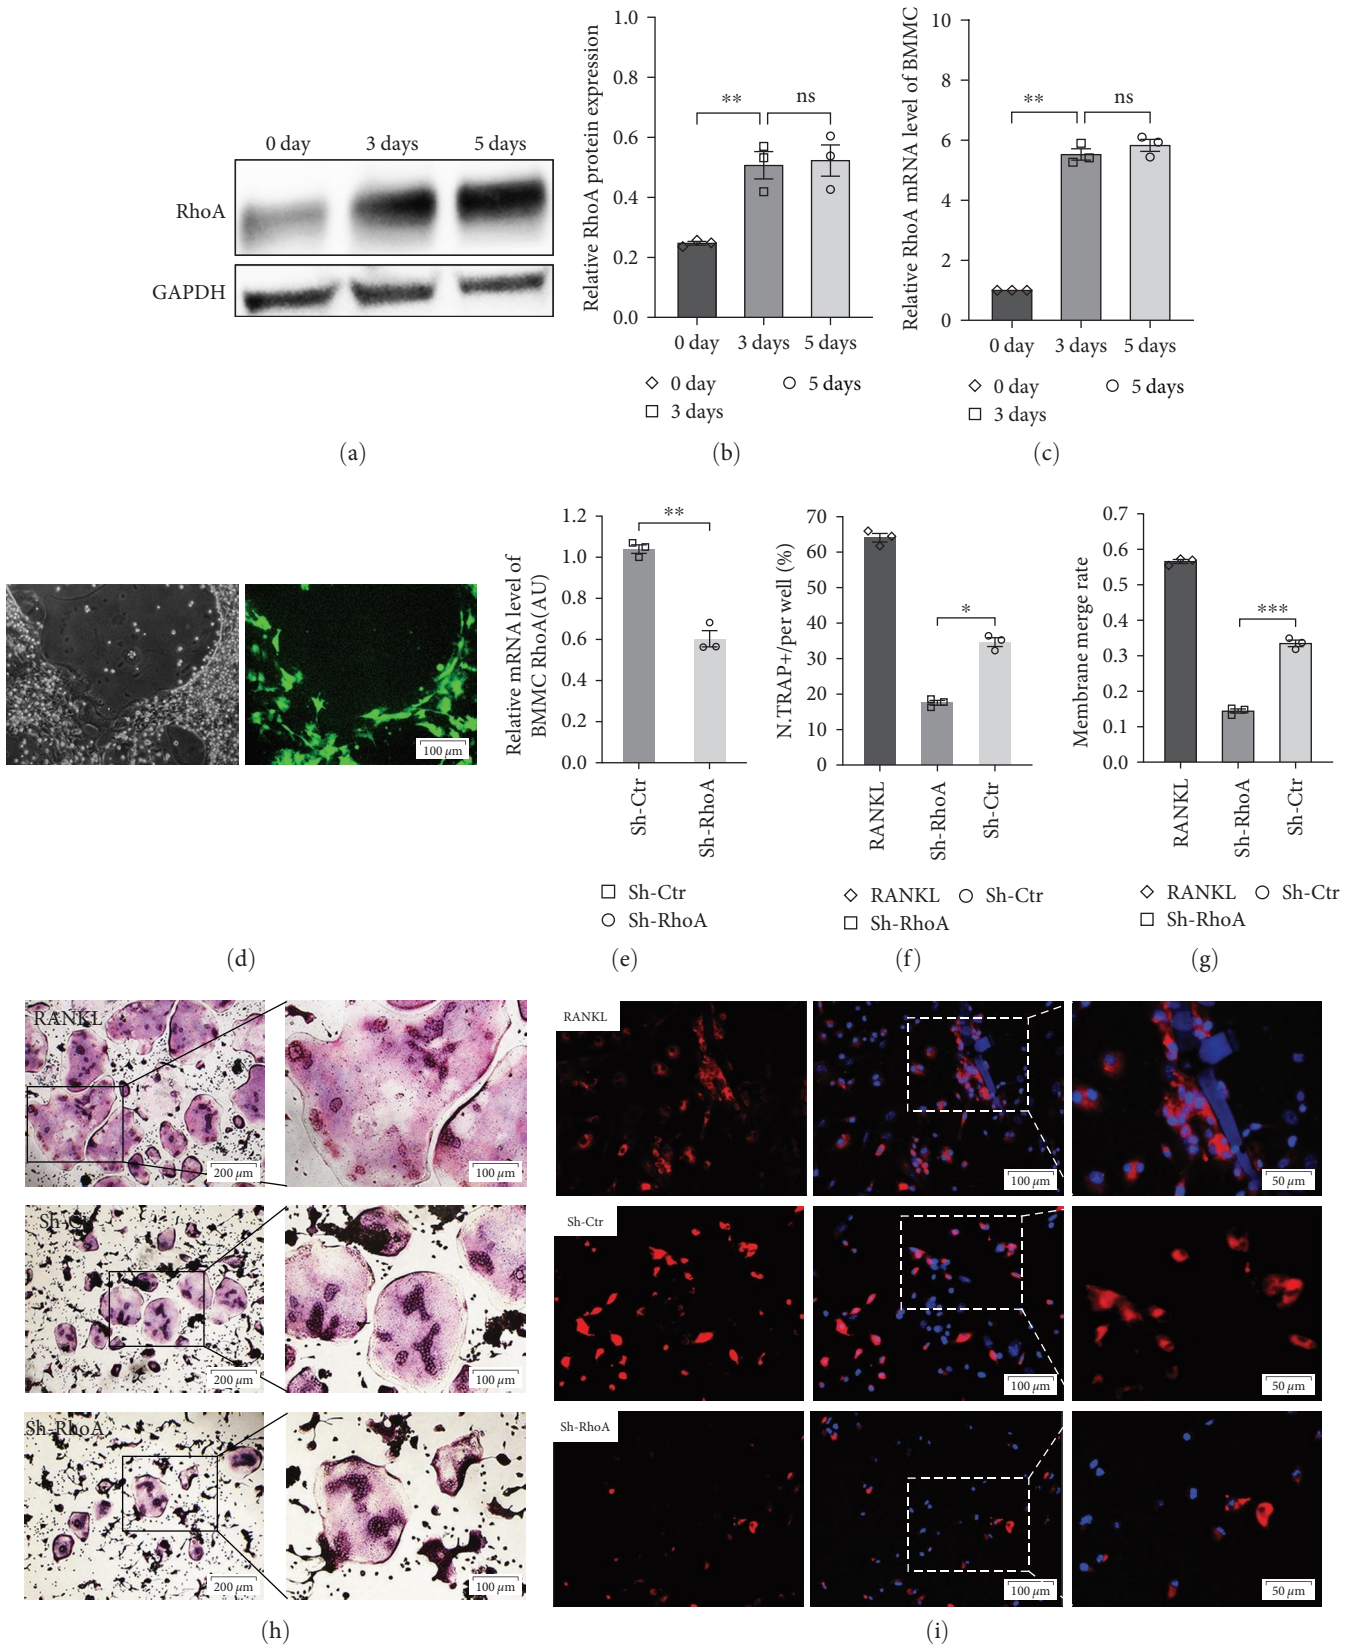 0 day 3 days 5 days
RhoA
GAPDH
(a)
Relative RhoA protein expression
1.0
0.8
0.6
0.4
0.2
0.0
** ns
0 day 3 days 5 days
0 day 5 days
3 days
(b)
Relative RhoA mRNA level of BMMC
10
8
6
4
2
0
** ns
0 day 3 days 5 days
0 day 5 days
3 days
(c)
100 μm
(d)
Relative mRNA level of
BMMC RhoA(AU)
1.2
1.0
0.8
0.6
0.4
0.2
0.0
**
Sh-Ctr
Sh-RhoA
Sh-Ctr
Sh-RhoA
(e)
N.TRAP+/per well (%)
70
60
50
40
30
20
10
0
*
RANKL
Sh-RhoA
Sh-Ctr
RANKL Sh-Ctr
Sh-RhoA
(f)
Membrane merge rate
0.7
0.6
0.5
0.4
0.3
0.2
0.1
0.0
***
RANKL
Sh-RhoA
Sh-Ctr
RANKL Sh-Ctr
Sh-RhoA
(g)
RANKL
200 μm 100 μm
Sh-Ctr
200 μm 100 μm
Sh-RhoA
200 μm 100 μm
(h)
RANKL
100 μm 50 μm
Sh-Ctr
100 μm 50 μm
Sh-RhoA
100 μm 50 μm
(i)